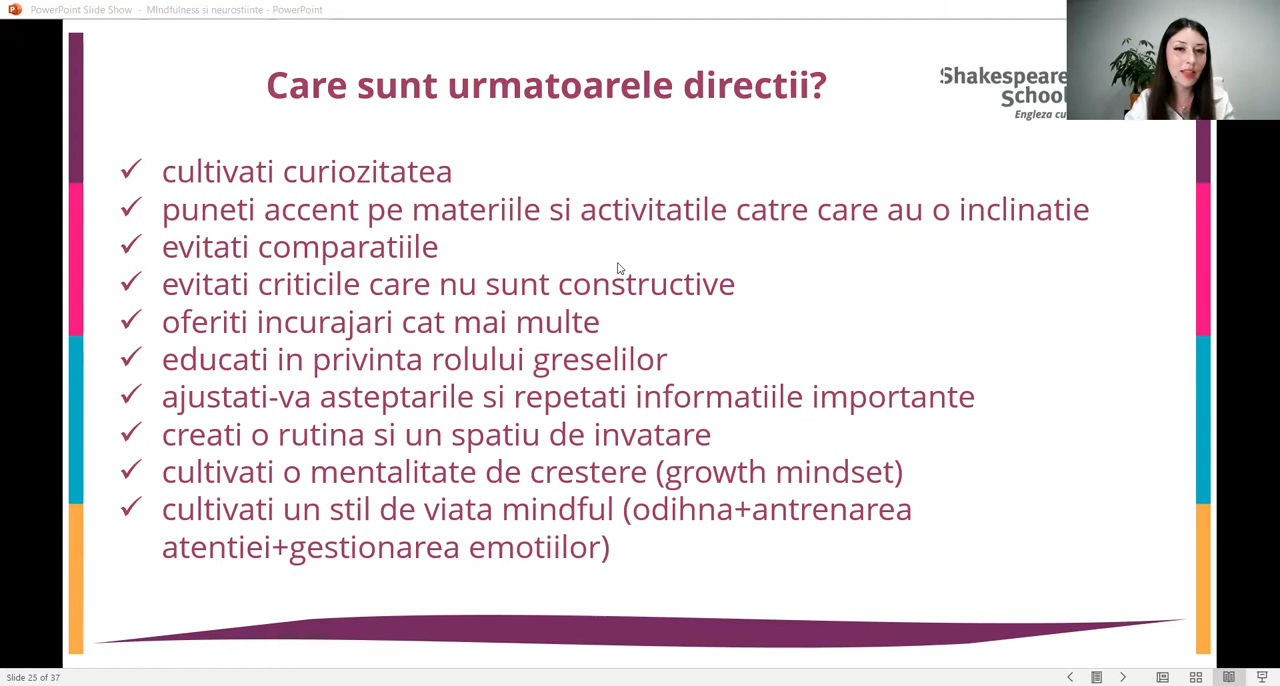 PowerPoint Slide Show - MIndfulness si neurostiinte - PowerPoint
Care sunt urmatoarele directii?
Shakespeare
School
Engleza cu
✓ cultivati curiozitatea
✓ puneti accent pe materiile si activitatile catre care au o inclinatie
✓ evitati comparatiile
✓ evitati criticile care nu sunt constructive
✓ oferiti incurajari cat mai multe
✓ educati in privinta rolului greselilor
✓ ajustati-va asteptarile si repetati informatiile importante
✓ creati o rutina si un spatiu de invatare
✓ cultivati o mentalitate de crestere (growth mindset)
✓ cultivati un stil de viata mindful (odihna+antrenarea
atentiei+gestionarea emotiilor)
Slide 25 of 37